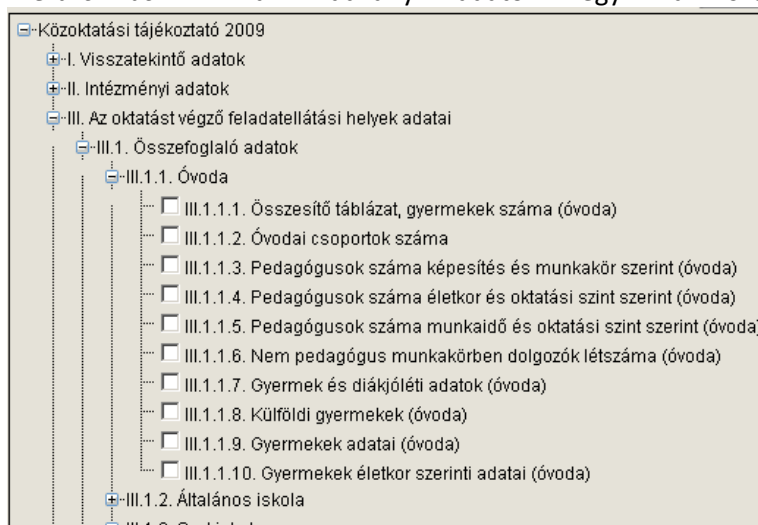 Közoktatási tájékoztató 2009
I. Visszatekintő adatok
II. Intézményi adatok
III. Az oktatást végző feladatellátási helyek adatai
III.1. Összefoglaló adatok
III.1.1. Óvoda
III.1.1.1. Összesítő táblázat, gyermekek száma (óvoda)
III.1.1.2. Óvodai csoportok száma
III.1.1.3. Pedagógusok száma képesítés és munkakör szerint (óvoda)
III.1.1.4. Pedagógusok száma életkor és oktatási szint szerint (óvoda)
III.1.1.5. Pedagógusok száma munkaidő és oktatási szint szerint (óvoda)
III.1.1.6. Nem pedagógus munkakörben dolgozók létszáma (óvoda)
III.1.1.7. Gyermek és diákjóléti adatok (óvoda)
III.1.1.8. Külföldi gyermekek (óvoda)
III.1.1.9. Gyermekek adatai (óvoda)
III.1.1.10. Gyermekek életkor szerinti adatai (óvoda)
III.1.2. Általános iskola